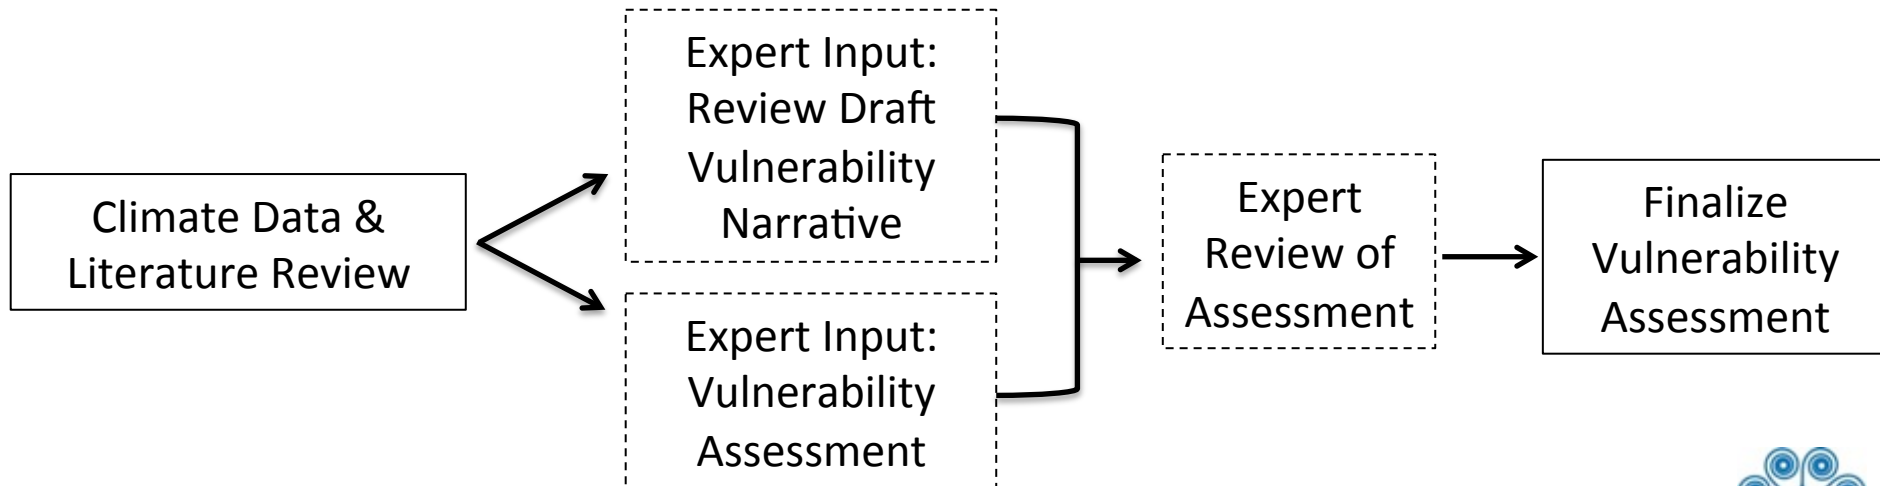 Climate Data &
Literature Review
Expert Input:
Review Draft
Vulnerability
Narrative
Expert Input:
Vulnerability
Assessment
Expert
Review of
Assessment
Finalize
Vulnerability
Assessment